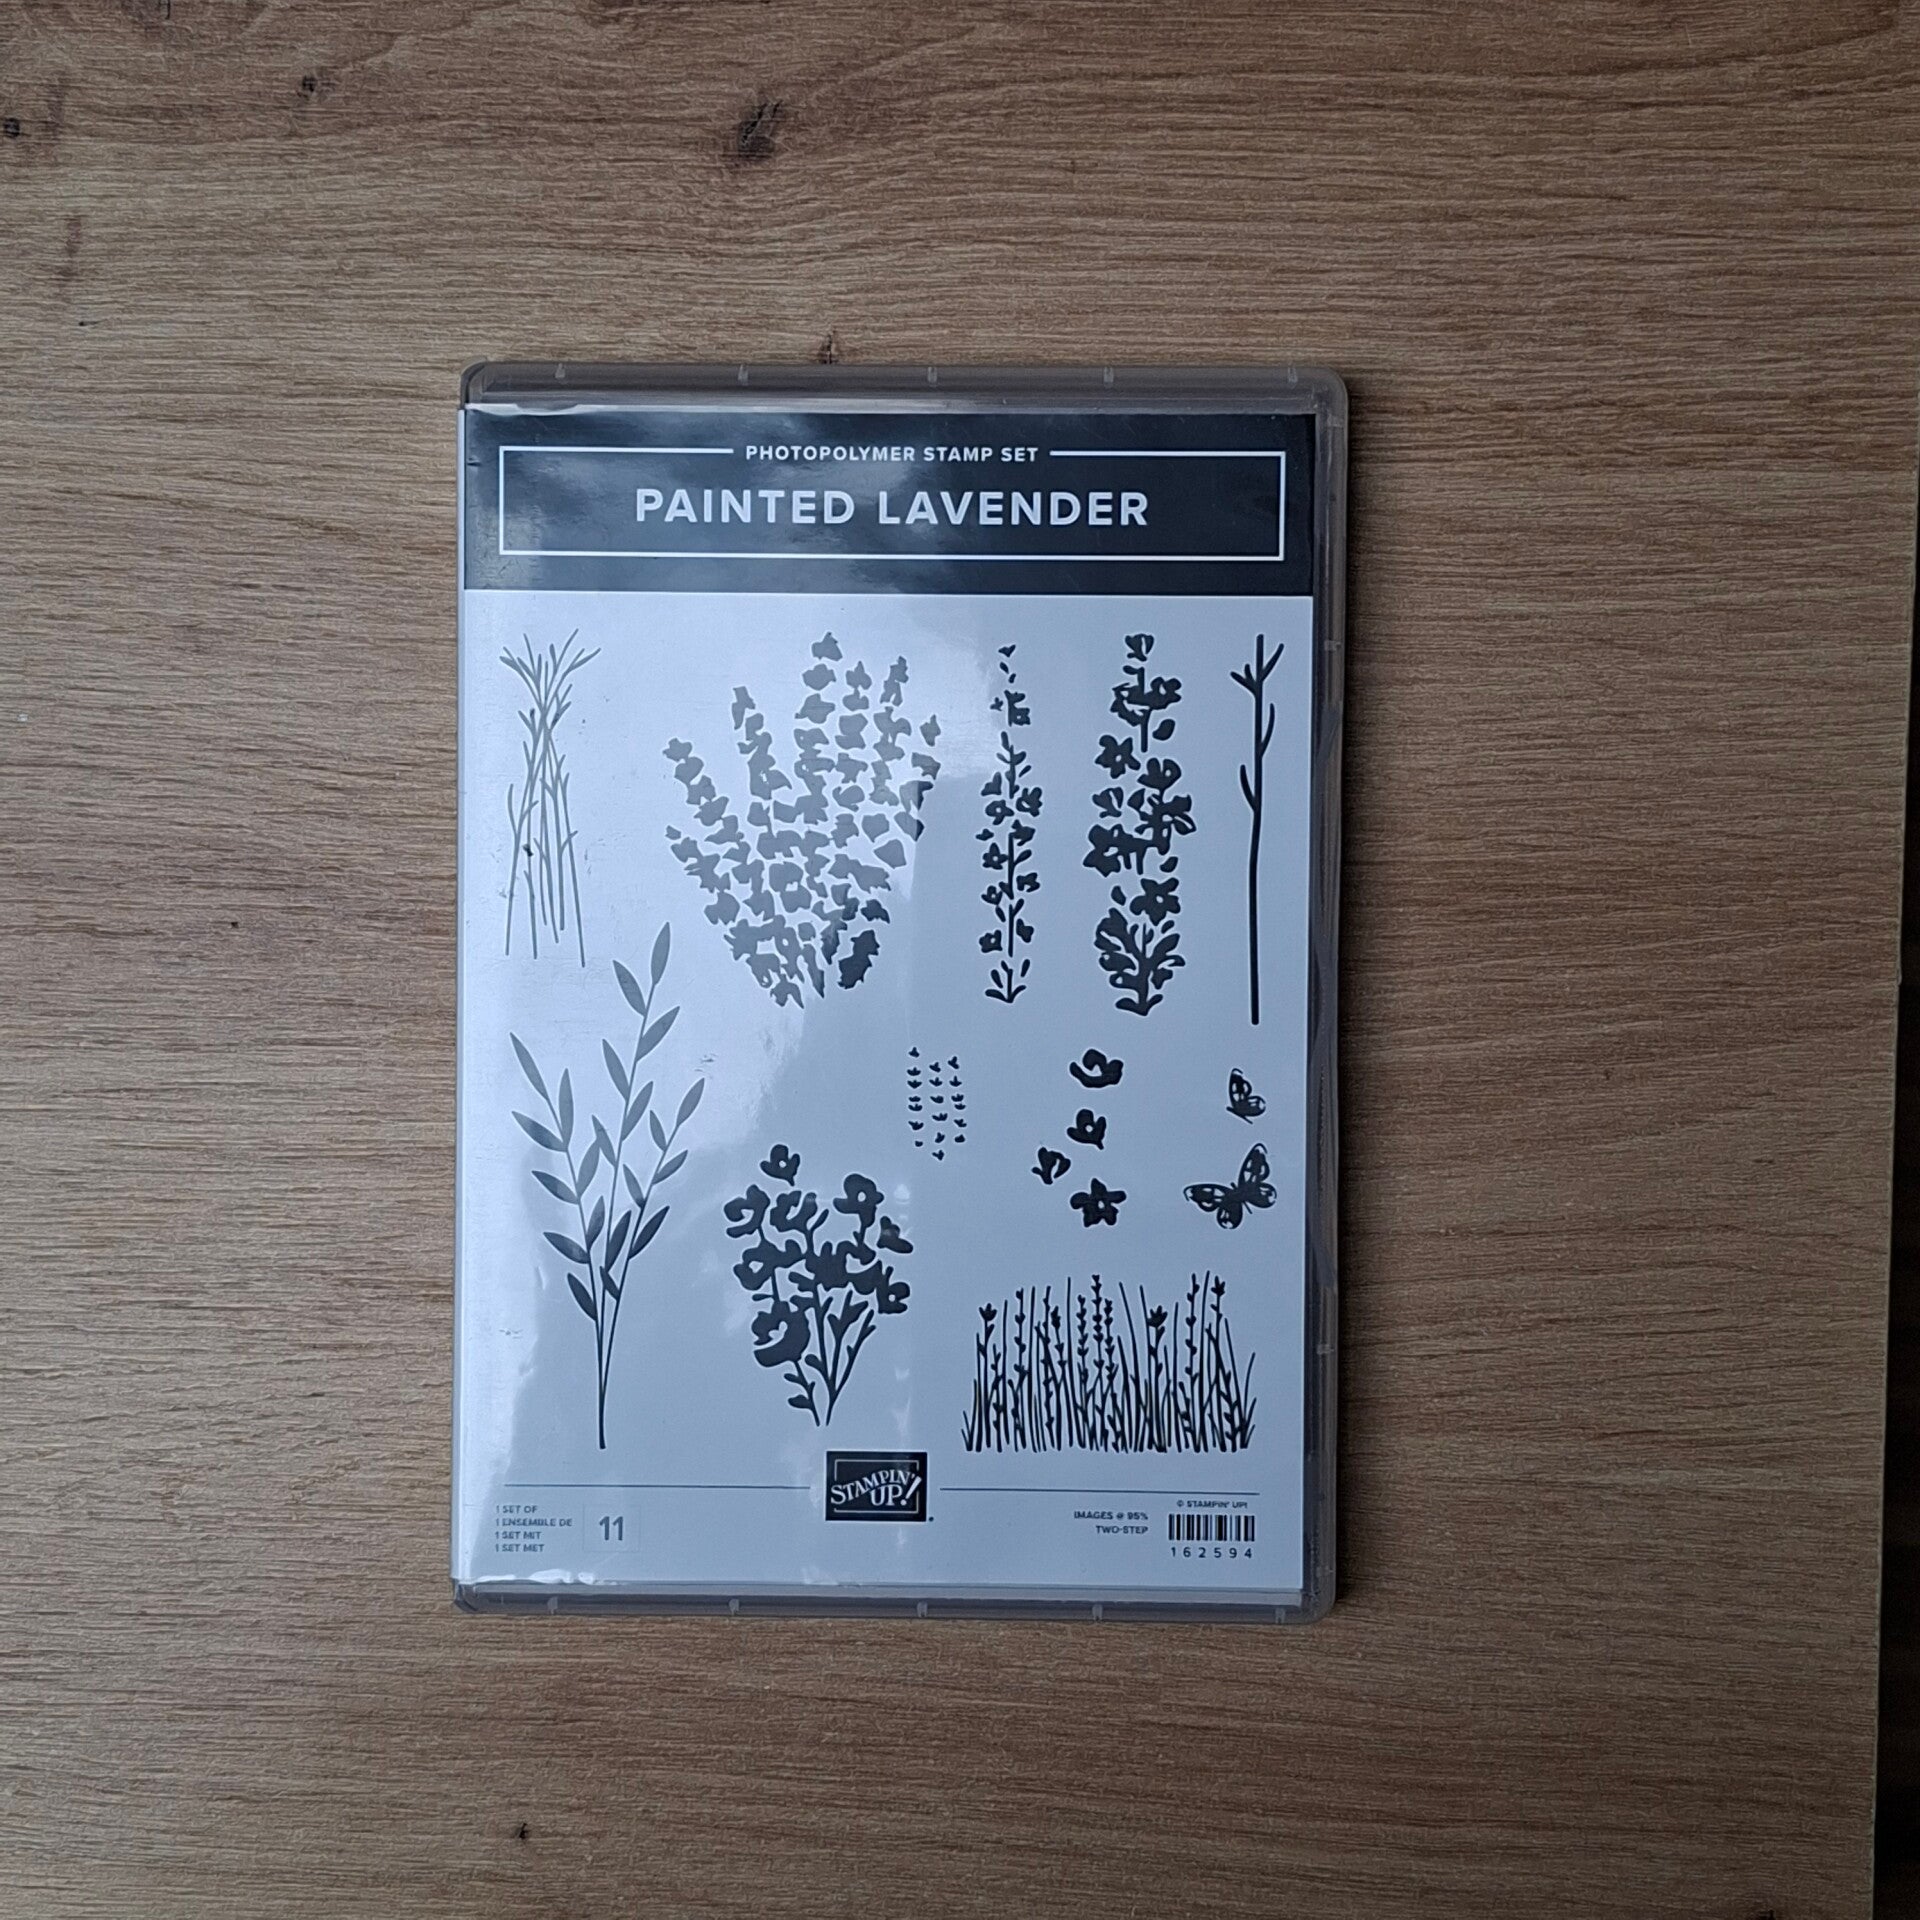 PHOTOPOLYMER STAMP SET
PAINTED LAVENDER
STAMPIN'
UP!
1 SET OF
1 ENSEMBLE DE
1 SET MIT
1 SET MET
11
IMAGES @ 95%
TWO-STEP
© STAMPIN' UP!
162594